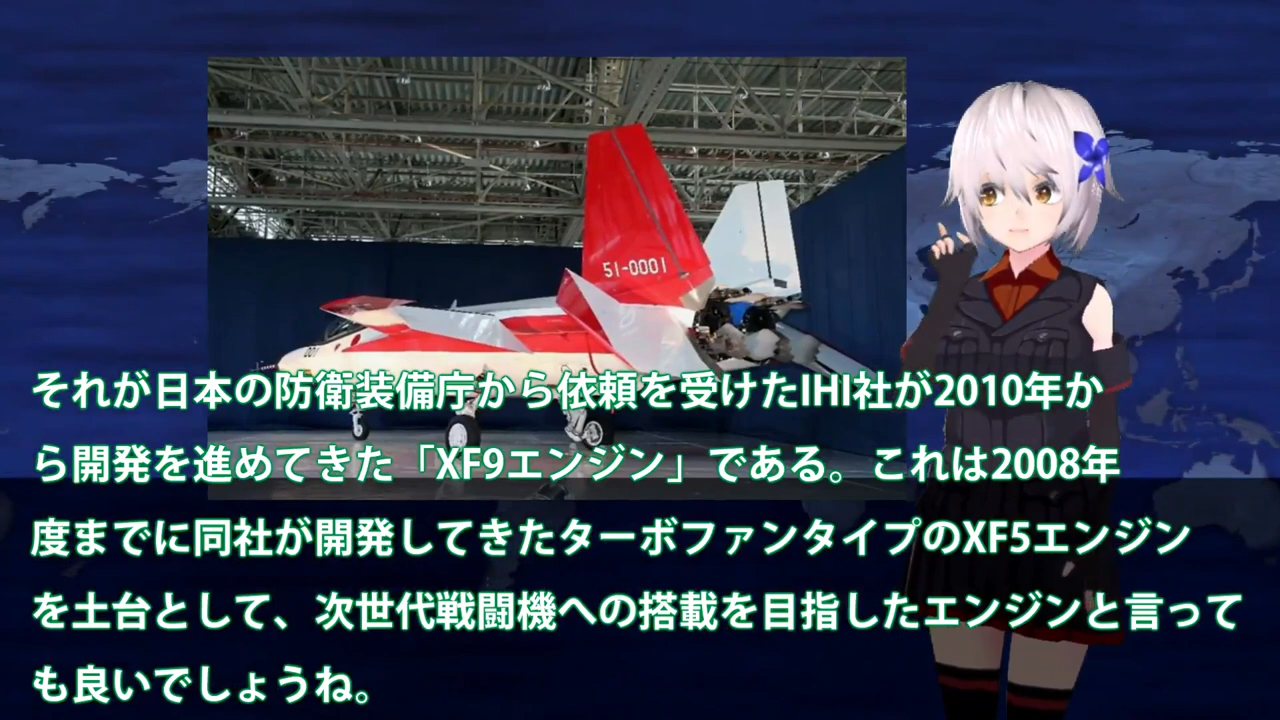 51-0001
001
それが日本の防衛装備庁から依頼を受けたIHI社が2010年か
ら開発を進めてきた「XF9エンジン」である。これは2008年
度までに同社が開発してきたターボファンタイプのXF5エンジン
を土台として、次世代戦闘機への搭載を目指したエンジンと言って
も良いでしょうね。